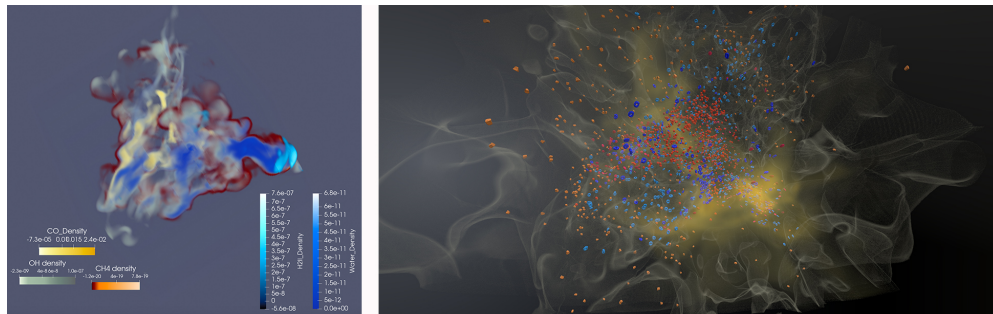 CO_Density
-7.3e-05 0.00 0.015 2.4e-02
OH density
-2.5e-09 4e-8 6e-8 1.0e-07
CH4 density
-1.2e-20 4e-19 7.8e-19
7.6e-07
7e-7
6.5e-7
6e-7
5.5e-7
5e-7
4.5e-7
4e-7
3.5e-7
3e-7
2.5e-7
2e-7
1.5e-7
1e-7
5e-8
0
-5.6e-08
H2_Density
6.8e-11
6e-11
5.5e-11
5e-11
4.5e-11
4e-11
3.5e-11
3e-11
2.5e-11
2e-11
1.5e-11
1e-11
5e-12
0.0e+00
Water_Density